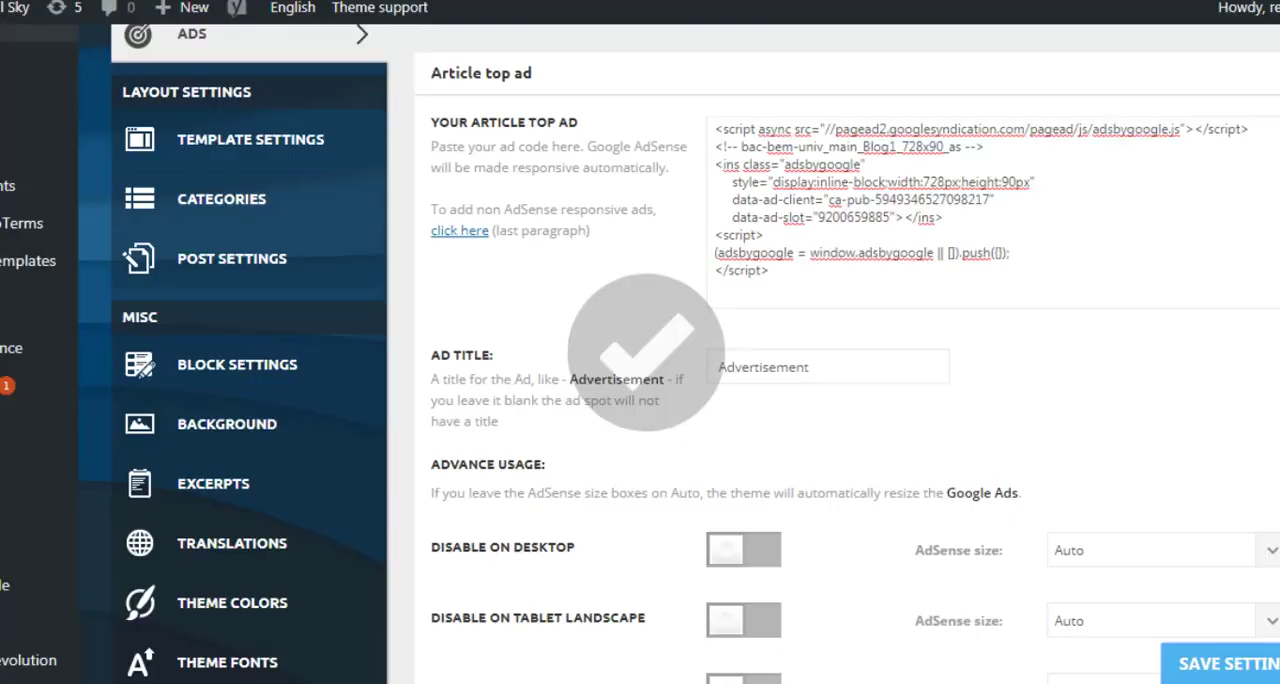 l Sky 5 0 New English Theme support Howdy, re
nts
oTerms
emplates
nce
1
le
evolution
ADS
LAYOUT SETTINGS
TEMPLATE SETTINGS
CATEGORIES
POST SETTINGS
MISC
BLOCK SETTINGS
BACKGROUND
EXCERPTS
TRANSLATIONS
THEME COLORS
THEME FONTS
Article top ad
YOUR ARTICLE TOP AD
Paste your ad code here. Google AdSense
will be made responsive automatically.
To add non AdSense responsive ads,
click here (last paragraph)
<script async src="//pagead2.googlesyndication.com/pagead/js/adsbygoogle.js"></script>
<!-- bac-bem-univ_main_Blog1_728x90_as -->
<ins class="adsbygoogle"
style="display:inline-block;width:728px;height:90px"
data-ad-client="ca-pub-5949346527098217"
data-ad-slot="9200659885"></ins>
<script>
(adsbygoogle = window.adsbygoogle || []).push({});
</script>
AD TITLE:
A title for the Ad, like - Advertisement - if
you leave it blank the ad spot will not
have a title
Advertisement
ADVANCE USAGE:
If you leave the AdSense size boxes on Auto, the theme will automatically resize the Google Ads.
DISABLE ON DESKTOP AdSense size: Auto
DISABLE ON TABLET LANDSCAPE AdSense size: Auto
SAVE SETTIN